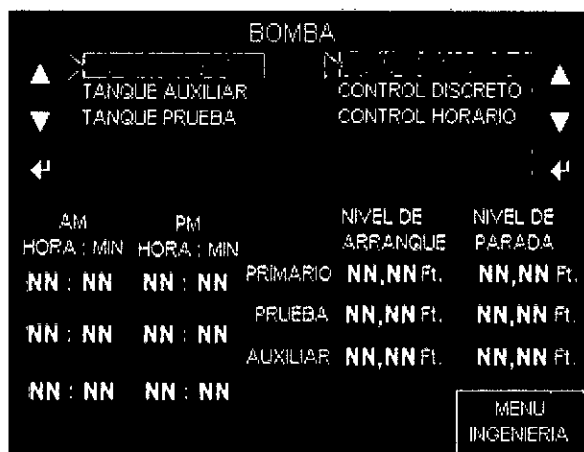 BOMBA
TANQUE AUXILIAR
TANQUE PRUEBA
CONTROL DISCRETO
CONTROL HORARIO
AM PM
HORA : MIN HORA : MIN
NN : NN NN : NN
NN : NN NN : NN
NN : NN NN : NN
NIVEL DE ARRANQUE NIVEL DE PARADA
PRIMARIO NN,NN Ft. NN,NN Ft.
PRUEBA NN,NN Ft. NN,NN Ft.
AUXILIAR NN,NN Ft. NN,NN Ft.
MENU
INGENIERIA